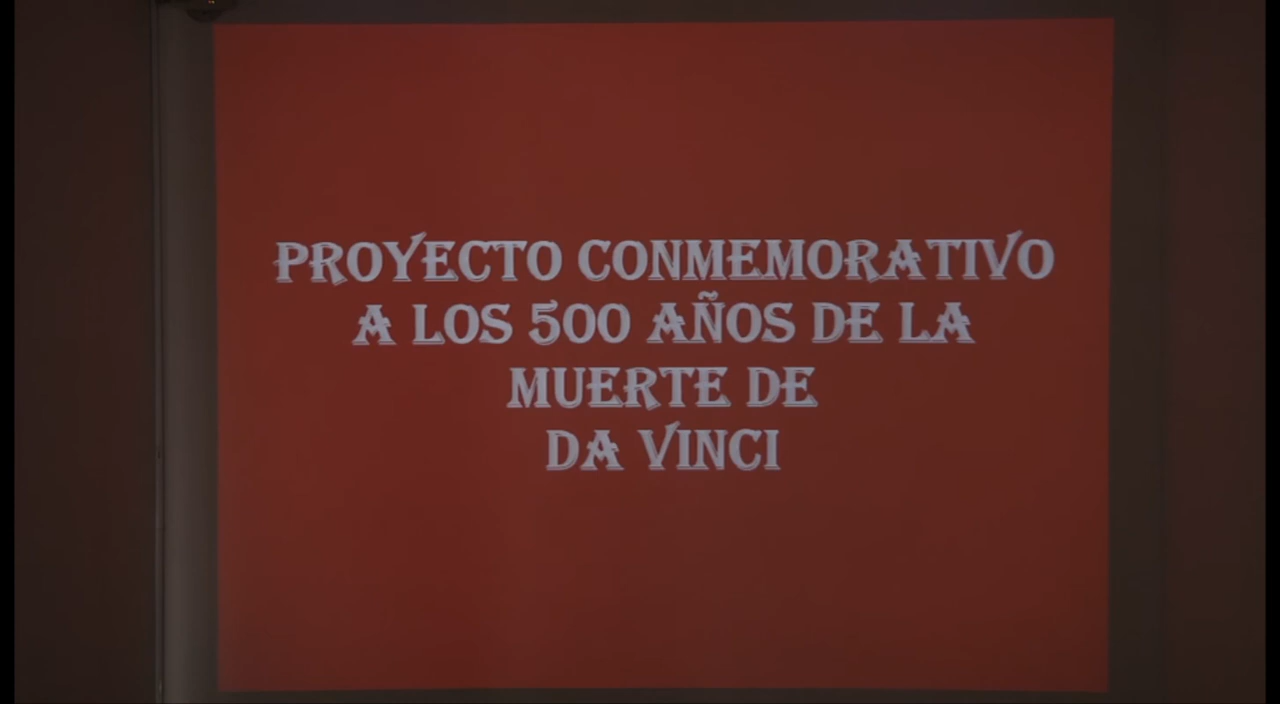 PROYECTO CONMEMORATIVO
A LOS 500 AÑOS DE LA
MUERTE DE
DA VINCI